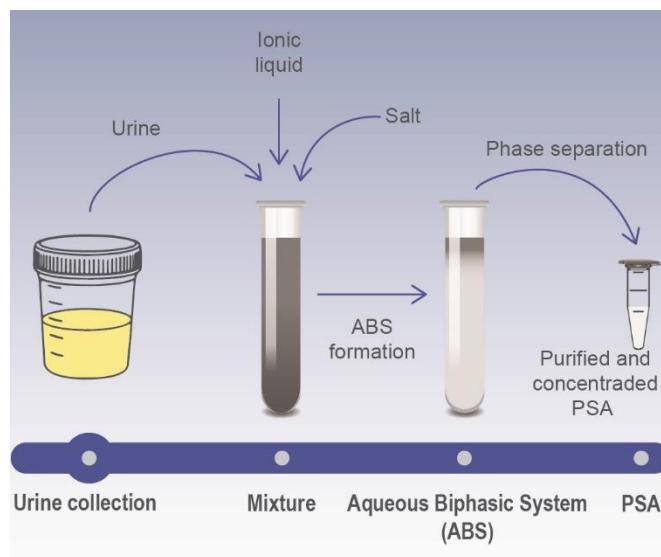 Ionic
liquid
Urine
Salt
Phase separation
ABS
formation
Purified and
concentraded
PSA
Urine collection
Mixture
Aqueous Biphasic System
(ABS)
PSA